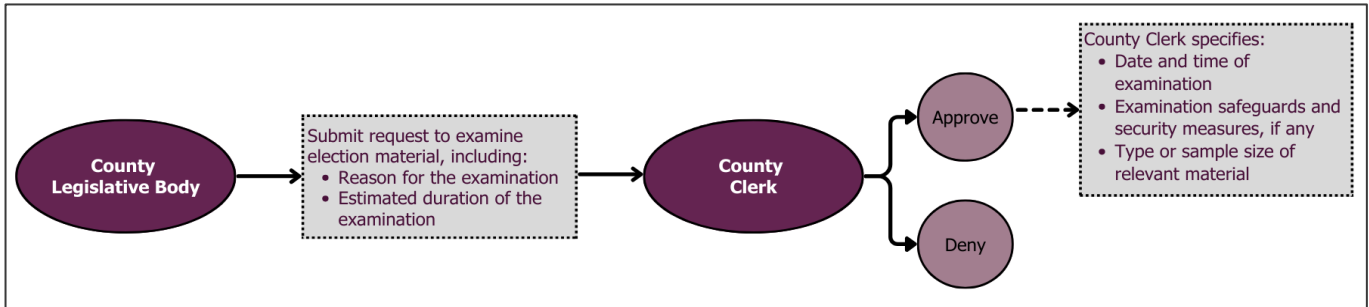 County
Legislative Body
Submit request to examine
election material, including:
• Reason for the examination
• Estimated duration of the
examination
County
Clerk
Approve
Deny
County Clerk specifies:
• Date and time of
examination
• Examination safeguards and
security measures, if any
• Type or sample size of
relevant material